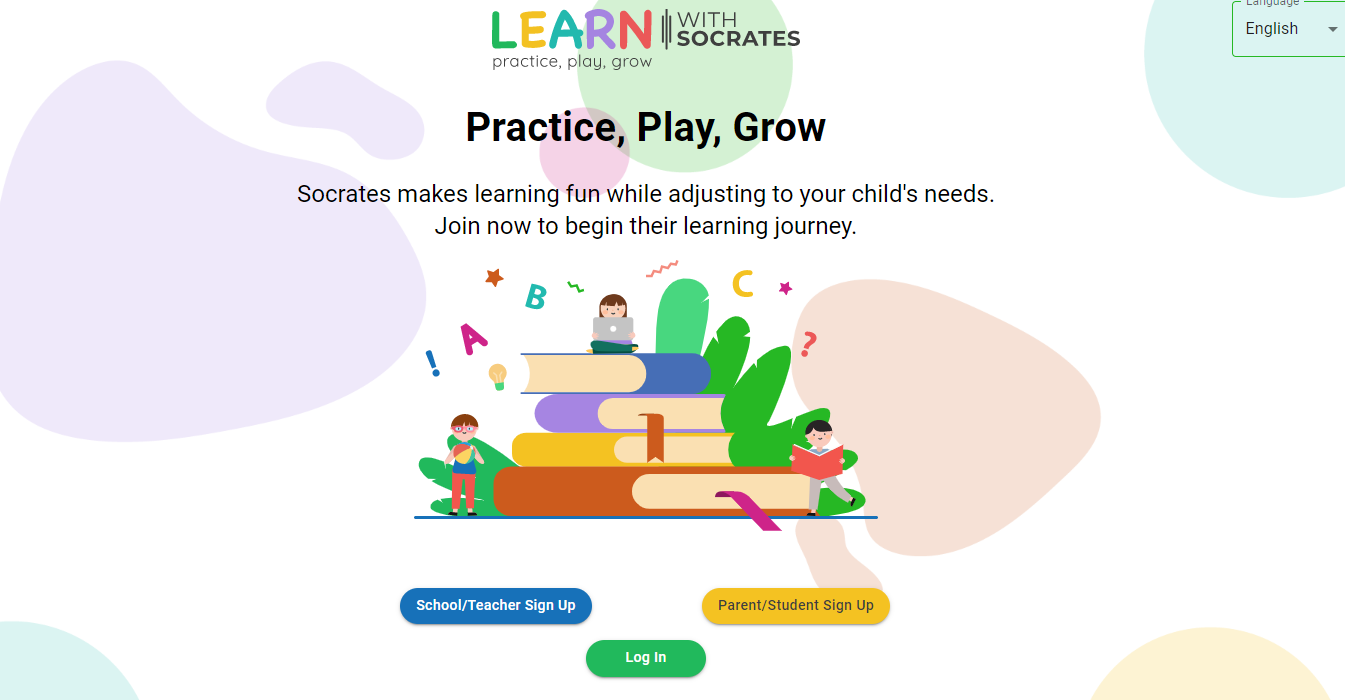 LEARN WITH SOCRATES
practice, play, grow
Language
English
Practice, Play, Grow
Socrates makes learning fun while adjusting to your child's needs.
Join now to begin their learning journey.
B
C
A
!
?
School/Teacher Sign Up
Parent/Student Sign Up
Log In